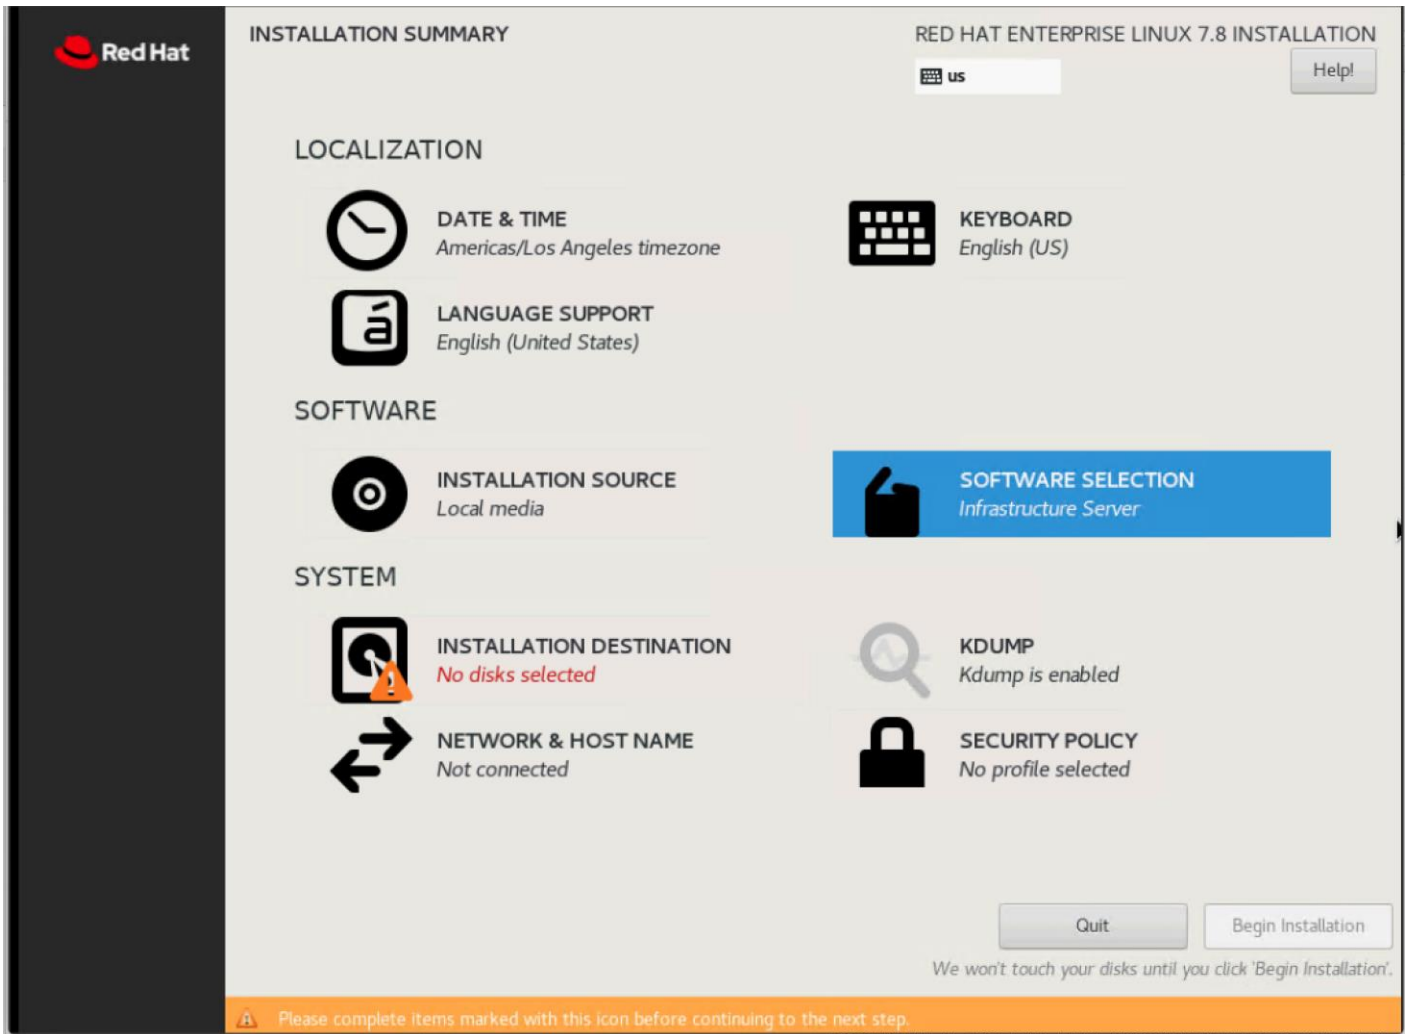 Red Hat
INSTALLATION SUMMARY
RED HAT ENTERPRISE LINUX 7.8 INSTALLATION
us
Help!
LOCALIZATION
DATE & TIME
Americas/Los Angeles timezone
KEYBOARD
English (US)
á
LANGUAGE SUPPORT
English (United States)
SOFTWARE
INSTALLATION SOURCE
Local media
SOFTWARE SELECTION
Infrastructure Server
SYSTEM
INSTALLATION DESTINATION
No disks selected
KDUMP
Kdump is enabled
NETWORK & HOST NAME
Not connected
SECURITY POLICY
No profile selected
Quit
Begin Installation
We won't touch your disks until you click 'Begin Installation'.
Please complete items marked with this icon before continuing to the next step.